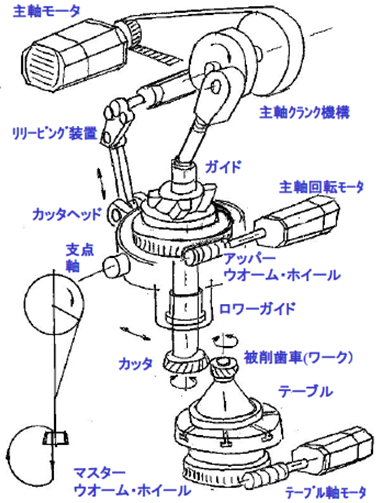 主軸モータ
主軸クランク機構
リリービング装置
ガイド
主軸回転モータ
カッタヘッド
支点
軸
アッパー
ウオーム・ホイール
ロワーガイド
カッタ
被削歯車(ワーク)
テーブル
マスター
ウオーム・ホイール
テーブル軸モータ